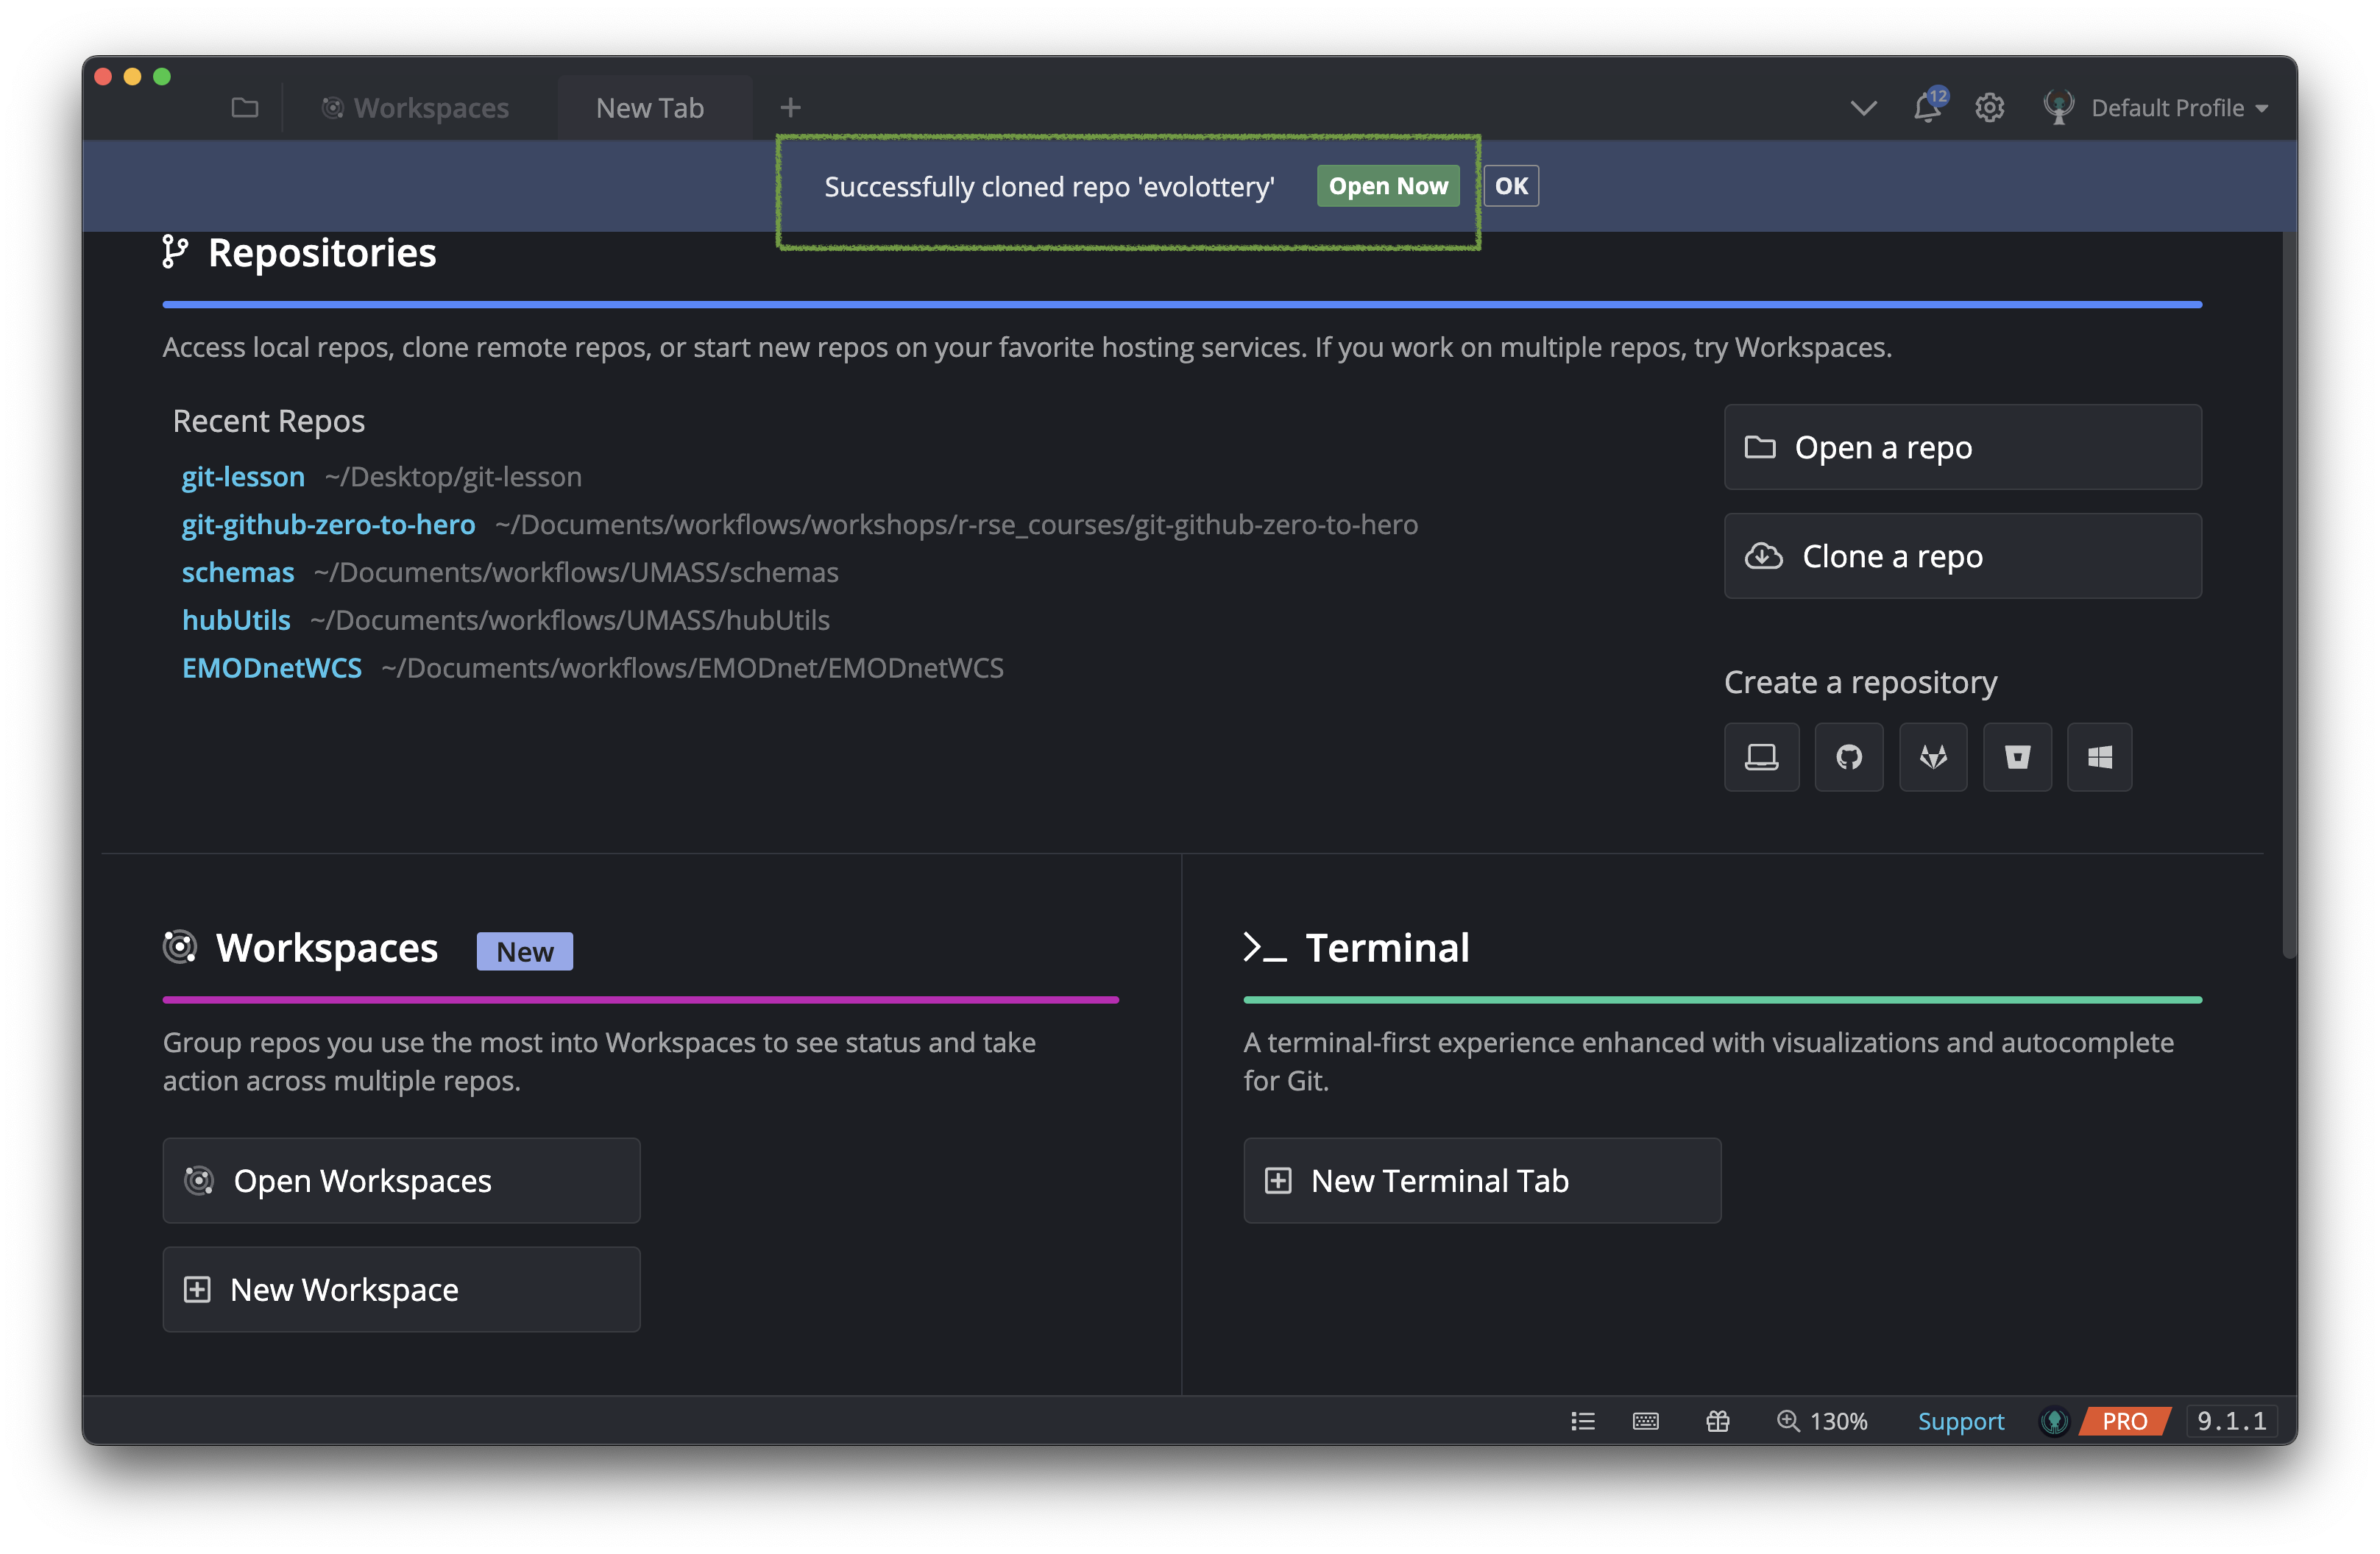 Workspaces
New Tab
12
Default Profile
Successfully cloned repo 'evolottery'
Open Now
OK
Repositories
Access local repos, clone remote repos, or start new repos on your favorite hosting services. If you work on multiple repos, try Workspaces.
Recent Repos
git-lesson ~/Desktop/git-lesson
git-github-zero-to-hero ~/Documents/workflows/workshops/r-rse_courses/git-github-zero-to-hero
schemas ~/Documents/workflows/UMASS/schemas
hubUtils ~/Documents/workflows/UMASS/hubUtils
EMODnetWCS ~/Documents/workflows/EMODnet/EMODnetWCS
Open a repo
Clone a repo
Create a repository
Workspaces
New
Group repos you use the most into Workspaces to see status and take
action across multiple repos.
Open Workspaces
New Workspace
Terminal
A terminal-first experience enhanced with visualizations and autocomplete
for Git.
New Terminal Tab
130%
Support
PRO
9.1.1